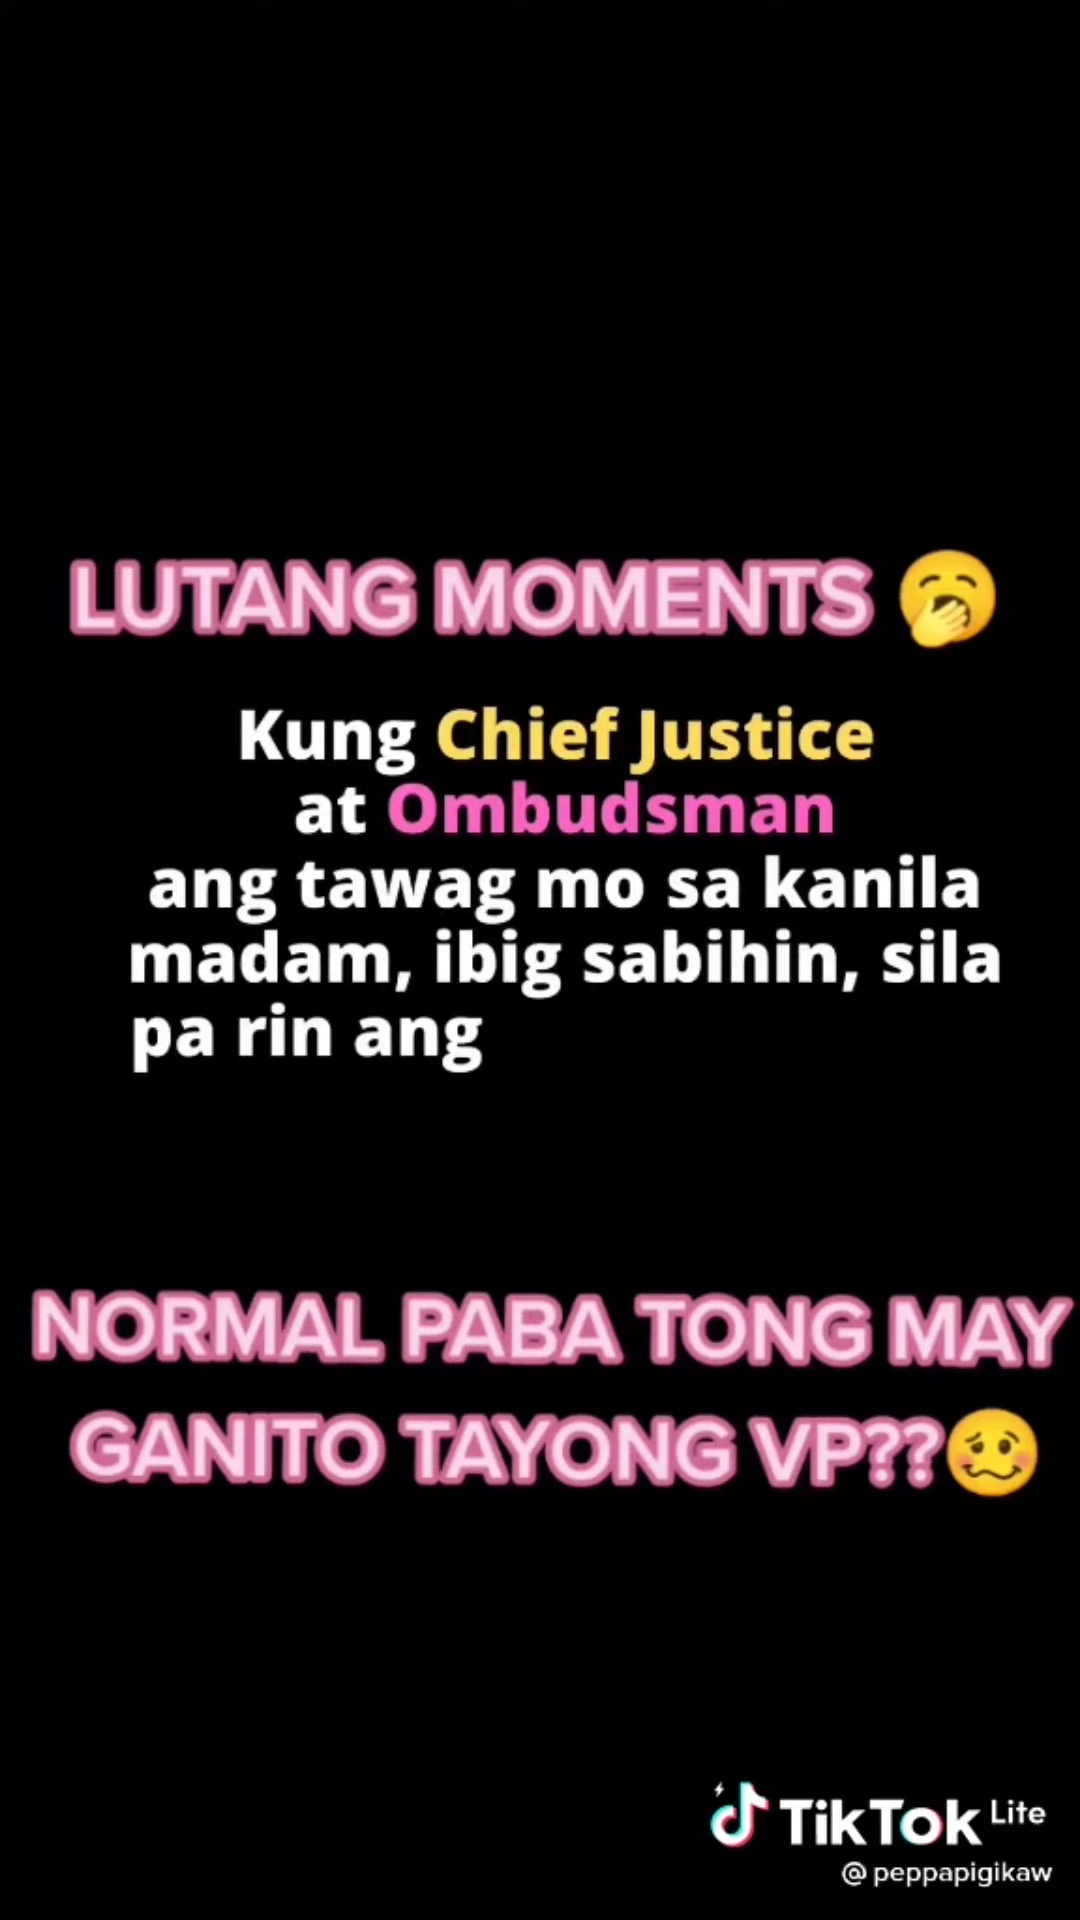 LUTANG MOMENTS 🥱
Kung Chief Justice
at Ombudsman
ang tawag mo sa kanila
madam, ibig sabihin, sila
pa rin ang
NORMAL PABA TONG MAY
GANITO TAYONG VP??🥴
TikTok Lite
@peppapigikaw